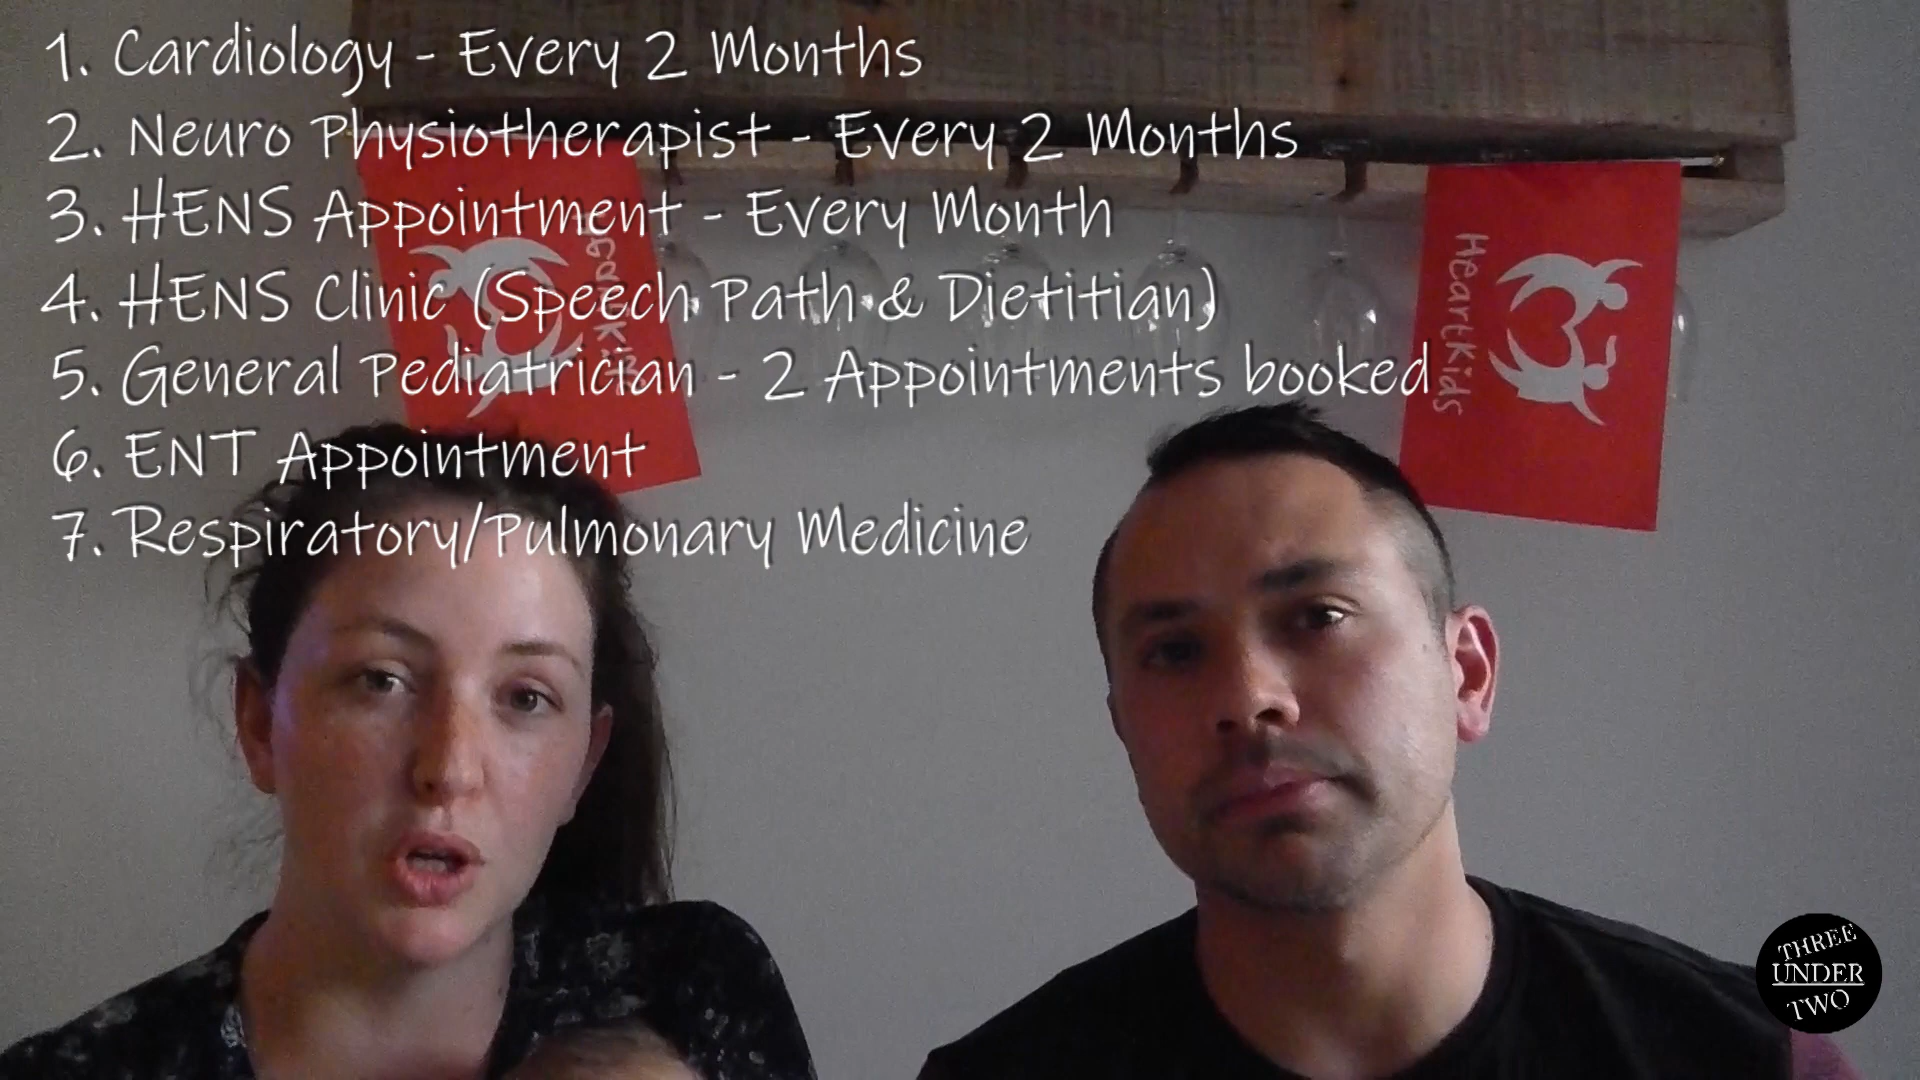 1. Cardiology - Every 2 Months
2. Neuro Physiotherapist - Every 2 Months
3. HENS Appointment - Every Month
4. HENS Clinic (Speech Path & Dietitian)
5. General Pediatrician - 2 Appointments booked
6. ENT Appointment
7. Respiratory/Pulmonary Medicine
HeartKids
THREE
UNDER
TWO